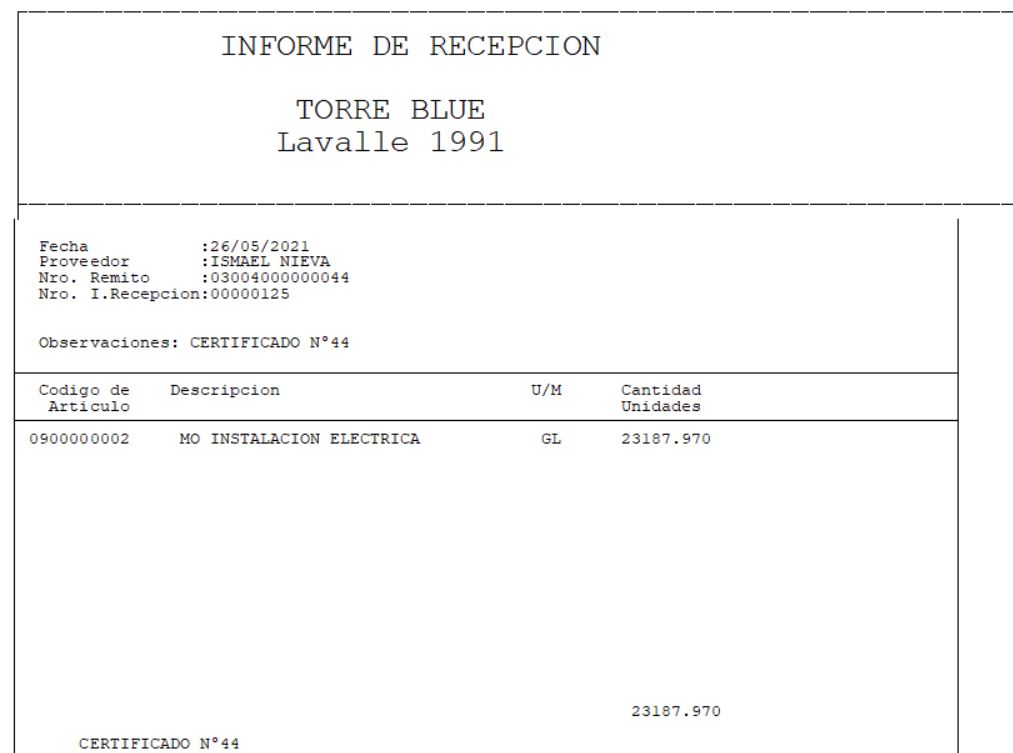 INFORME DE RECEPCION
TORRE BLUE
Lavalle 1991
Fecha :26/05/2021
Proveedor :ISMAEL NIEVA
Nro. Remito :03004000000044
Nro. I.Recepcion:00000125
Observaciones: CERTIFICADO N°44
Codigo de Descripcion U/M Cantidad
Articulo Unidades
0900000002 MO INSTALACION ELECTRICA GL 23187.970
23187.970
CERTIFICADO N°44